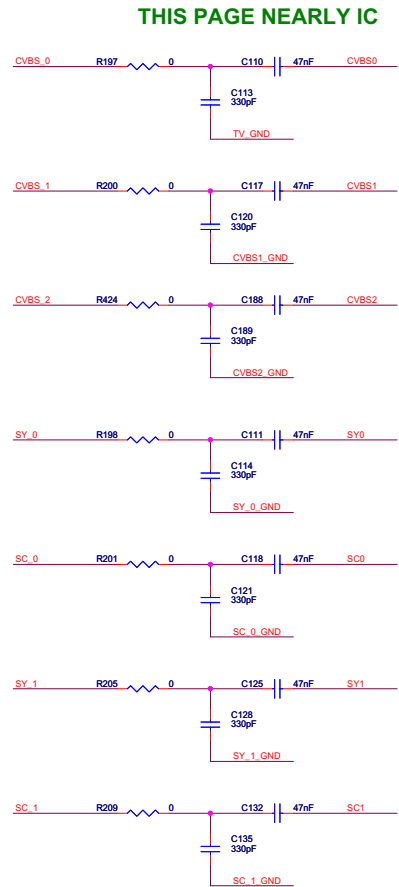 THIS PAGE NEARLY IC
CVBS_0 R197 0 C110 47nF CVBS0
C113
330pF
TV_GND
CVBS_1 R200 0 C117 47nF CVBS1
C120
330pF
CVBS1_GND
CVBS_2 R424 0 C188 47nF CVBS2
C189
330pF
CVBS2_GND
SY_0 R198 0 C111 47nF SY0
C114
330pF
SY_0_GND
SC_0 R201 0 C118 47nF SC0
C121
330pF
SC_0_GND
SY_1 R205 0 C125 47nF SY1
C128
330pF
SY_1_GND
SC_1 R209 0 C132 47nF SC1
C135
330pF
SC_1_GND